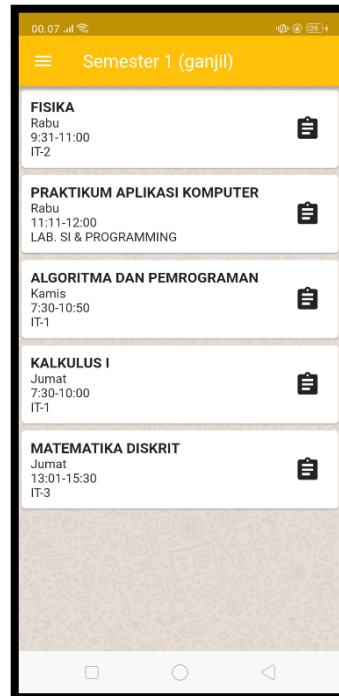 00.07
20
Semester 1 (ganjil)
FISIKA
Rabu
9:31-11:00
IT-2
PRAKTIKUM APLIKASI KOMPUTER
Rabu
11:11-12:00
LAB. SI & PROGRAMMING
ALGORITMA DAN PEMROGRAMAN
Kamis
7:30-10:50
IT-1
KALKULUS I
Jumat
7:30-10:00
IT-1
MATEMATIKA DISKRIT
Jumat
13:01-15:30
IT-3